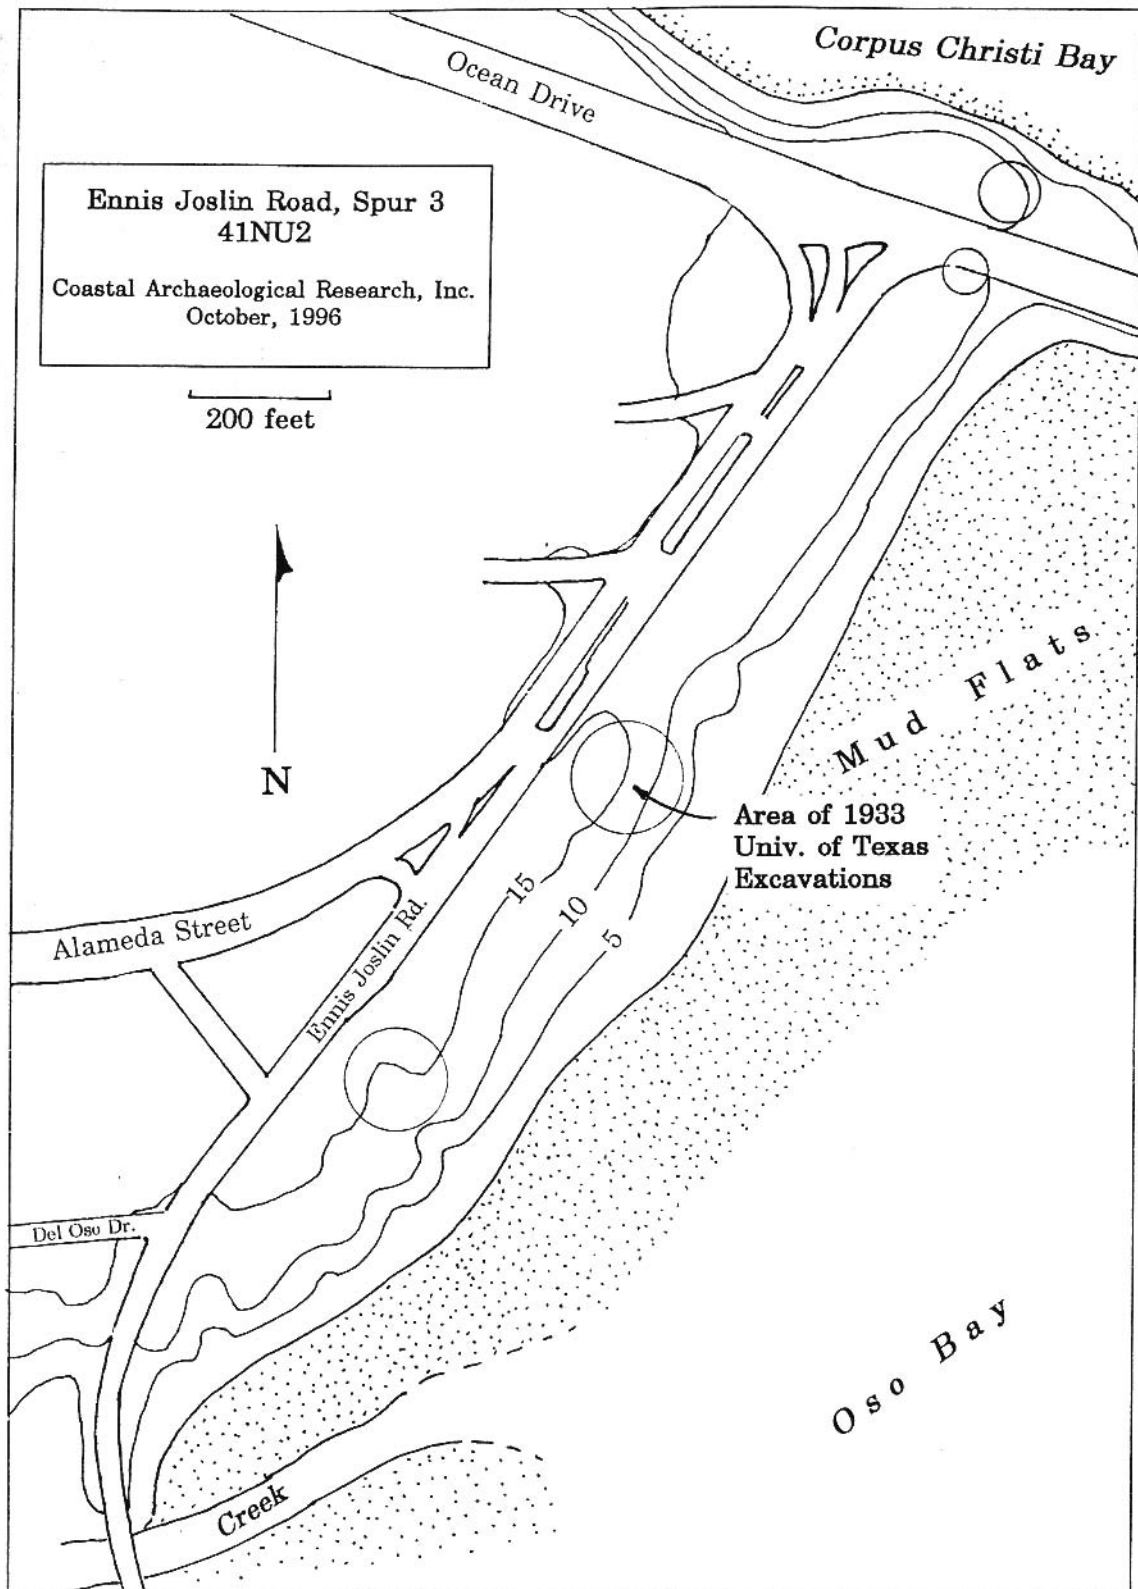 Corpus Christi Bay
Ocean Drive
Ennis Joslin Road, Spur 3
41NU2
Coastal Archaeological Research, Inc.
October, 1996
200 feet
N
Mud Flats
Area of 1933
Univ. of Texas
Excavations
15
10
5
Alameda Street
Ennis Joslin Rd.
Del Oso Dr.
Oso Bay
Creek